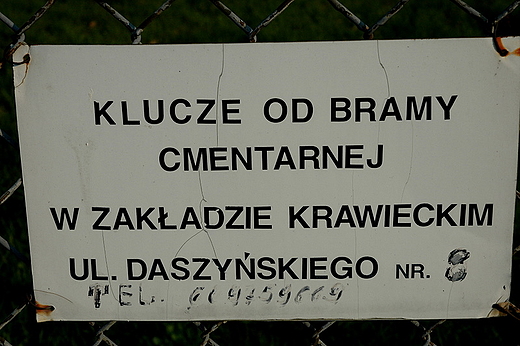 KLUCZE OD BRAMY
CMENTARNEJ
W ZAKŁADZIE KRAWIECKIM
UL. DASZYŃSKIEGO NR. 8
TEL.